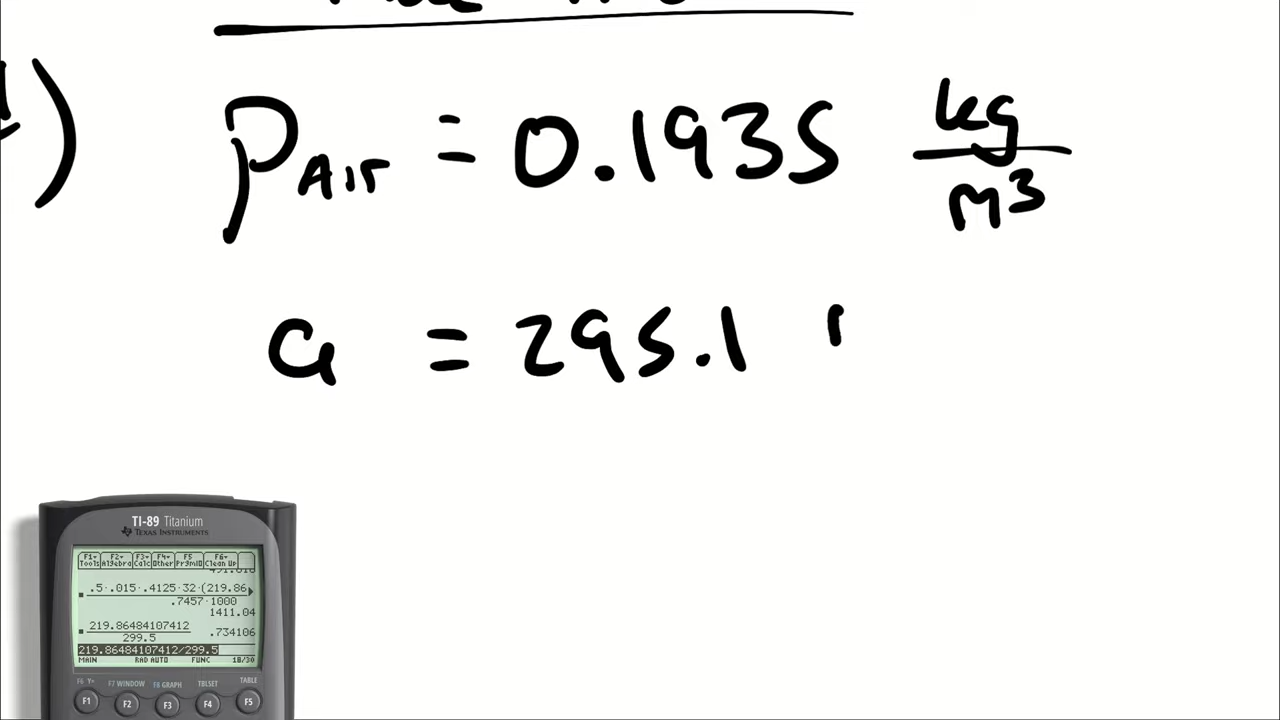 )
ρAir = 0.1935 kg/m³
a = 295.1
TI-89 Titanium
TEXAS INSTRUMENTS
F1 F2 F3 F4 F5 F6
Tools Algebra Calc Other PrgmIO Clean Up
.5·.015·.4125·32·(219.86
.7457·1000
1411.04
219.86484107412
299.5
.734106
219.86484107412/299.5
MAIN RAD AUTO FUNC 18/30
F6 Y= F7 WINDOW F8 GRAPH TBLSET TABLE
F1 F2 F3 F4 F5